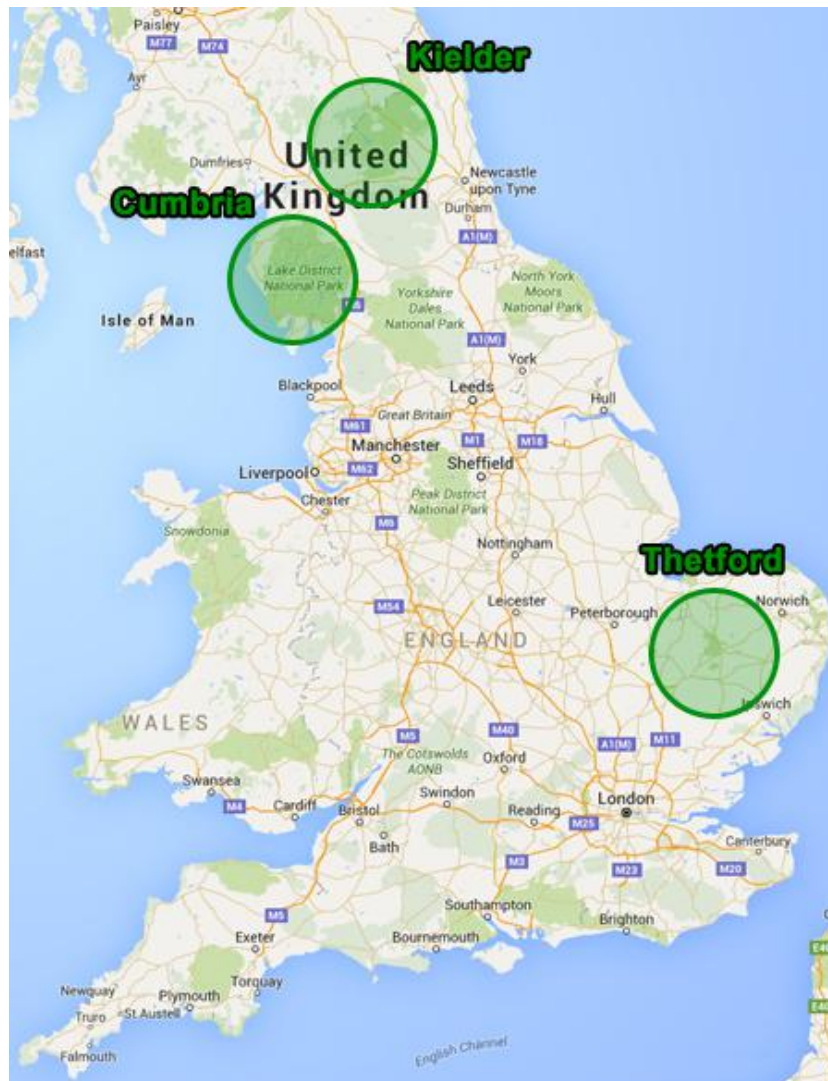 Paisley
M77
M74
Kielder
Ayr
United
Kingdom
Dumfries
Newcastle
upon Tyne
Cumbria
Durham
A1(M)
elfast
Lake District
National Park
M6
North York
Moors
National Park
Yorkshire
Dales
National Park
Isle of Man
A1(M)
York
Blackpool
Leeds
Hull
Great Britain
M61
M1
M18
Manchester
Liverpool
M62
Sheffield
Chester
Peak District
National Park
M6
Snowdonia
Nottingham
Thetford
M54
Leicester
Peterborough
Norwich
ENGLAND
Ipswich
WALES
M5
M40
A1(M)
M11
The Cotswolds
AONB
Oxford
Swansea
Swindon
London
M4
Cardiff
Bristol
Reading
M25
Bath
Canterbury
M3
M23
M20
Southampton
M5
Brighton
Exeter
Bournemouth
E40
Torquay
Newquay
Plymouth
Truro
St Austell
E40
Falmouth
English Channel